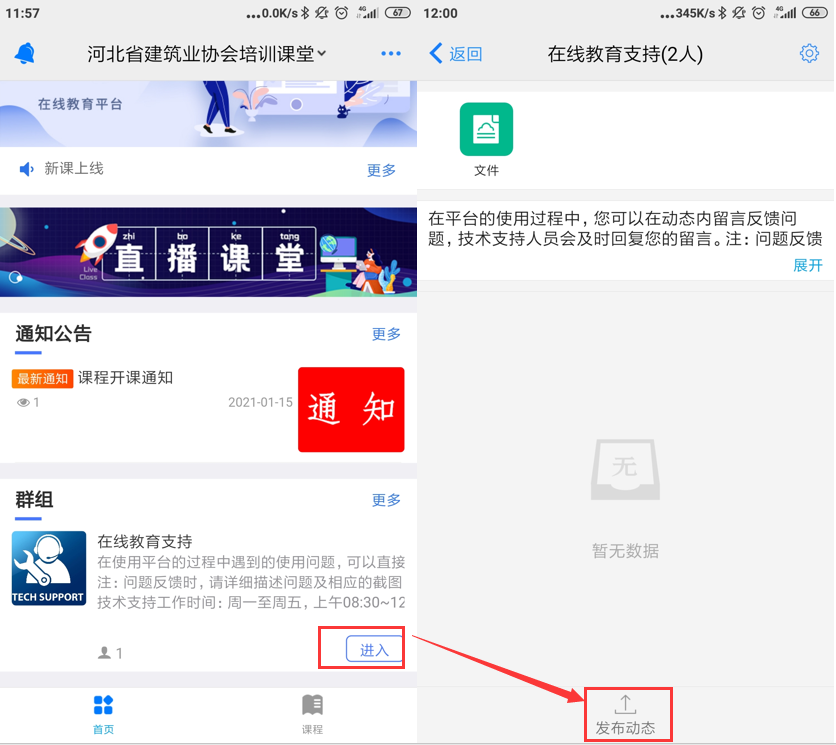 11:57
...0.0K/s 4G 67
河北省建筑业协会培训课堂
在线教育平台
新课上线
更多
zhi bo ke tang
直播课堂
Live
Class
通知公告
更多
最新通知 课程开课通知
1
2021-01-15
通 知
群组
更多
TECH SUPPORT
在线教育支持
在使用平台的过程中遇到的使用问题，可以直接
注：问题反馈时，请详细描述问题及相应的截图
技术支持工作时间：周一至周五，上午08:30~12
1
进入
首页
课程
12:00
...345K/s 4G 66
返回
在线教育支持(2人)
文件
在平台的使用过程中，您可以在动态内留言反馈问
题，技术支持人员会及时回复您的留言。注：问题反馈
展开
无
暂无数据
发布动态